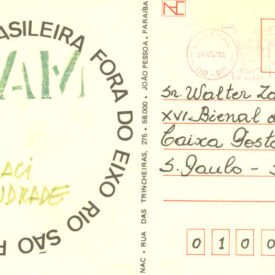 BRASILEIRA FORA DO EIXO RIO SÃO P
AM
ACI
NDRADE
NAC - RUA DAS TRINCHEIRAS, 275 - 58.000 - JOÃO PESSOA, PARAÍBA
Sr. Walter Za
XVI Bienal d
Caixa Posta
S. Paulo - S
0 1 0 0